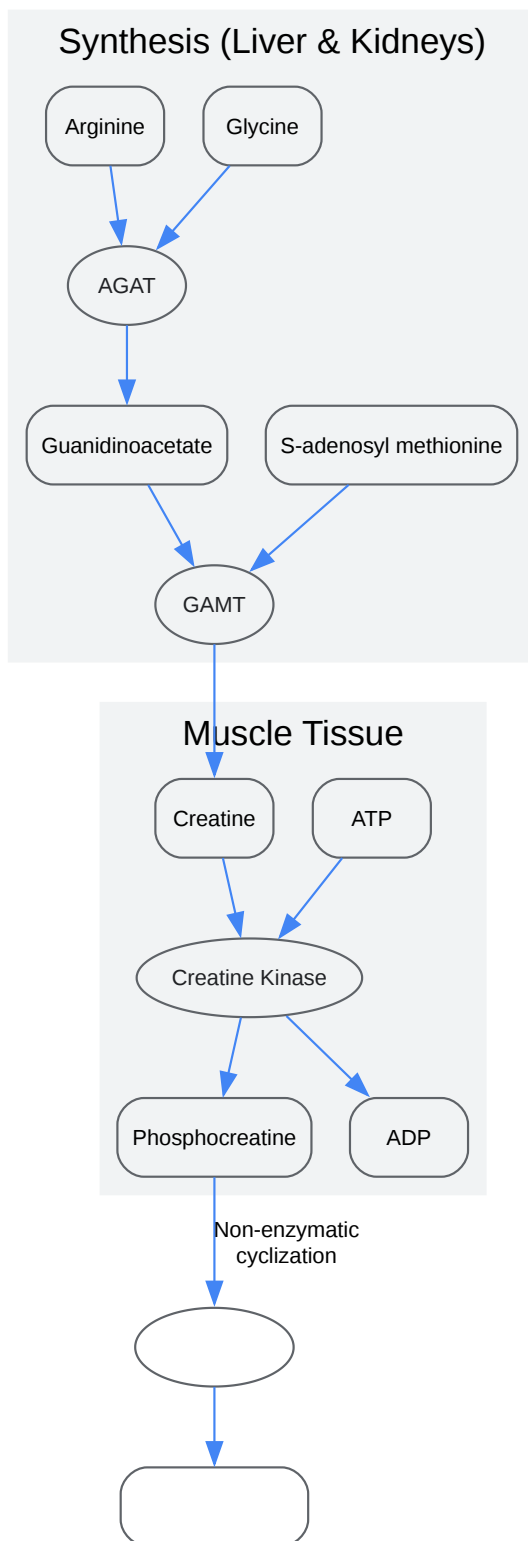 Synthesis (Liver & Kidneys)
Arginine
Glycine
AGAT
Guanidinoacetate
S-adenosyl methionine
GAMT
Muscle Tissue
Creatine
ATP
Creatine Kinase
Phosphocreatine
ADP
Non-enzymatic
cyclization